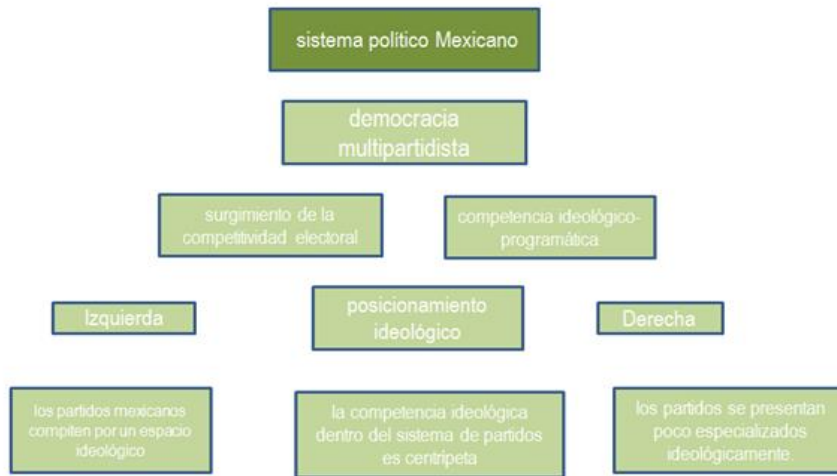 sistema político Mexicano
democracia
multipartidista
surgimiento de la
competitividad electoral
competencia ideológico-
programática
Izquierda
posicionamiento
ideológico
Derecha
los partidos mexicanos
compiten por un espacio
ideológico
la competencia ideológica
dentro del sistema de partidos
es centrípeta
los partidos se presentan
poco especializados
ideológicamente.